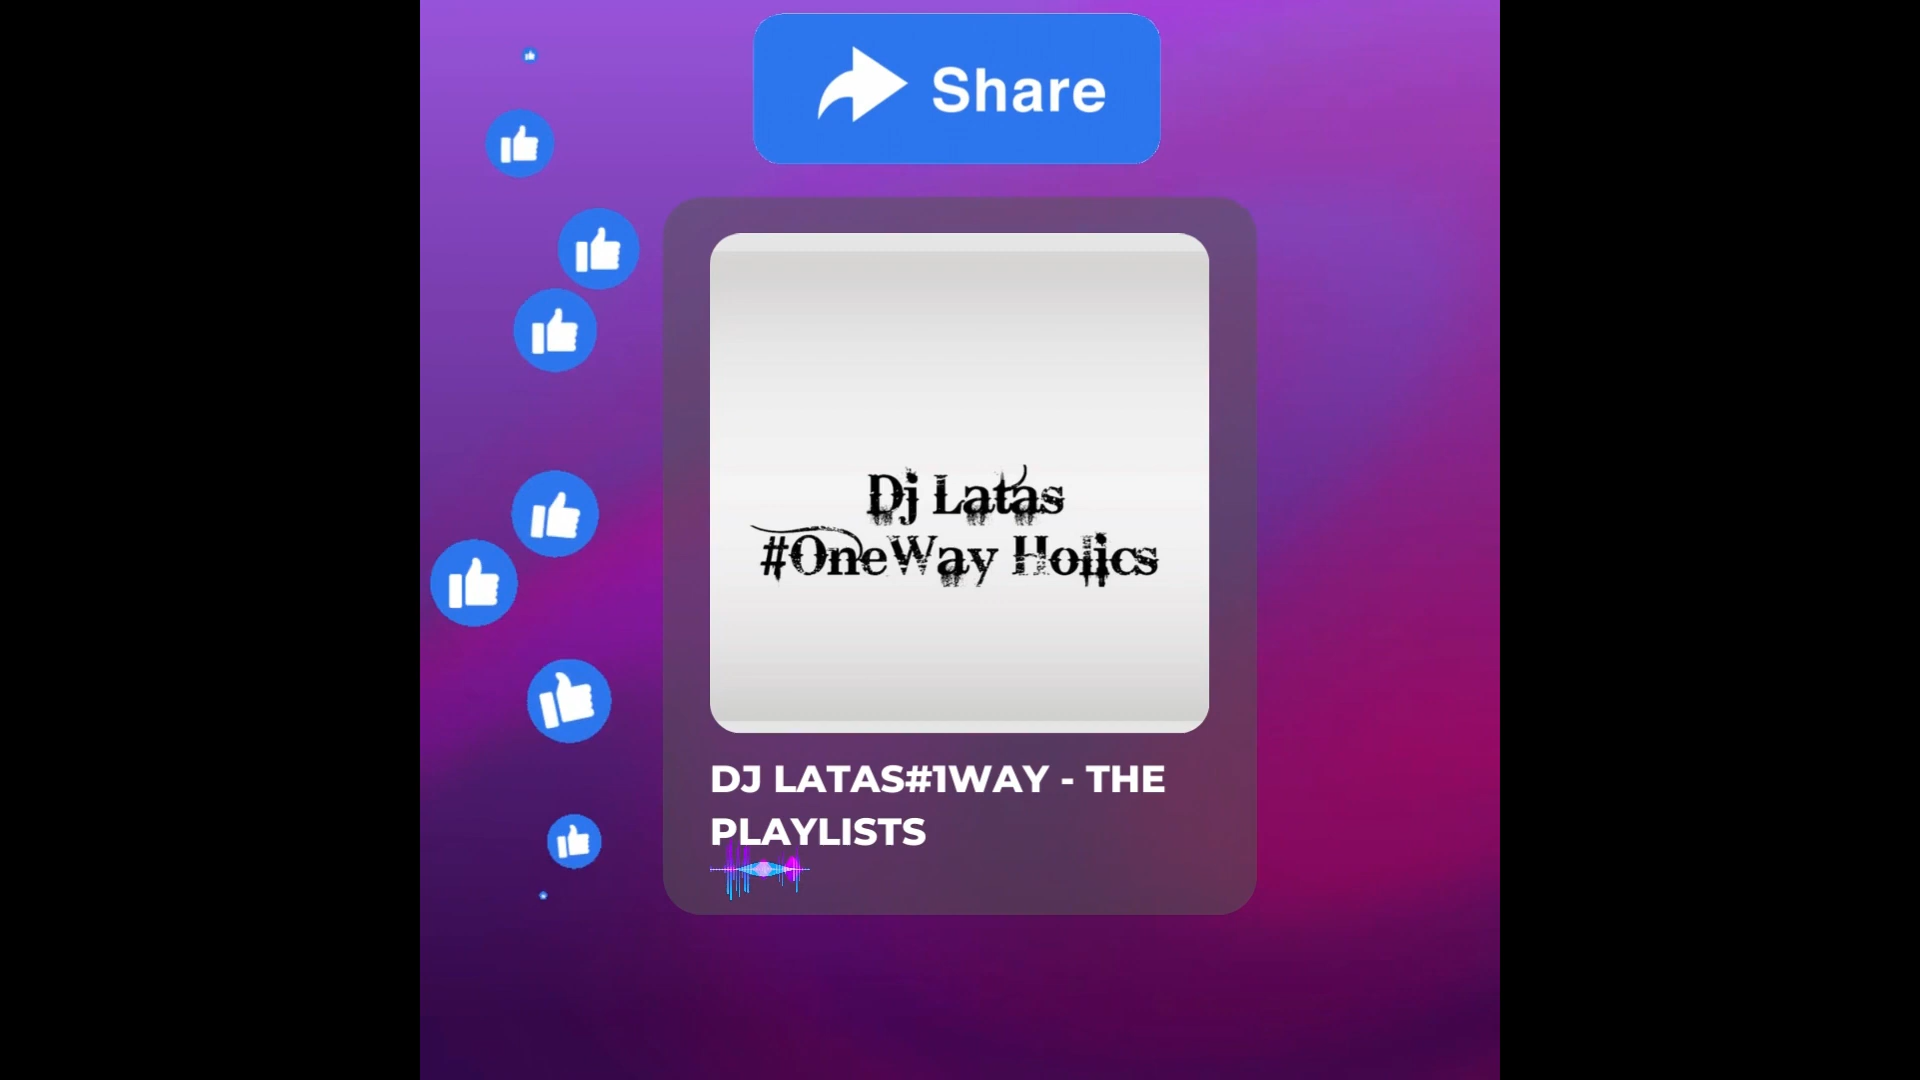 Share
Dj Latas
#OneWay Holics
DJ LATAS#1WAY - THE
PLAYLISTS